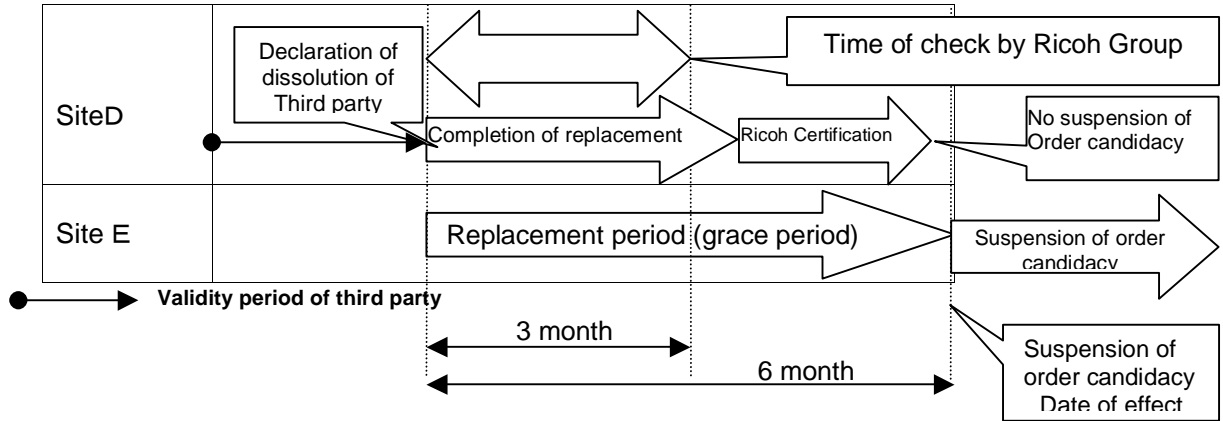 Declaration of
dissolution of
Third party
Time of check by Ricoh Group
SiteD
Completion of replacement
Ricoh Certification
No suspension of
Order candidacy
Site E
Replacement period (grace period)
Suspension of order
candidacy
Validity period of third party
3 month
6 month
Suspension of
order candidacy
Date of effect